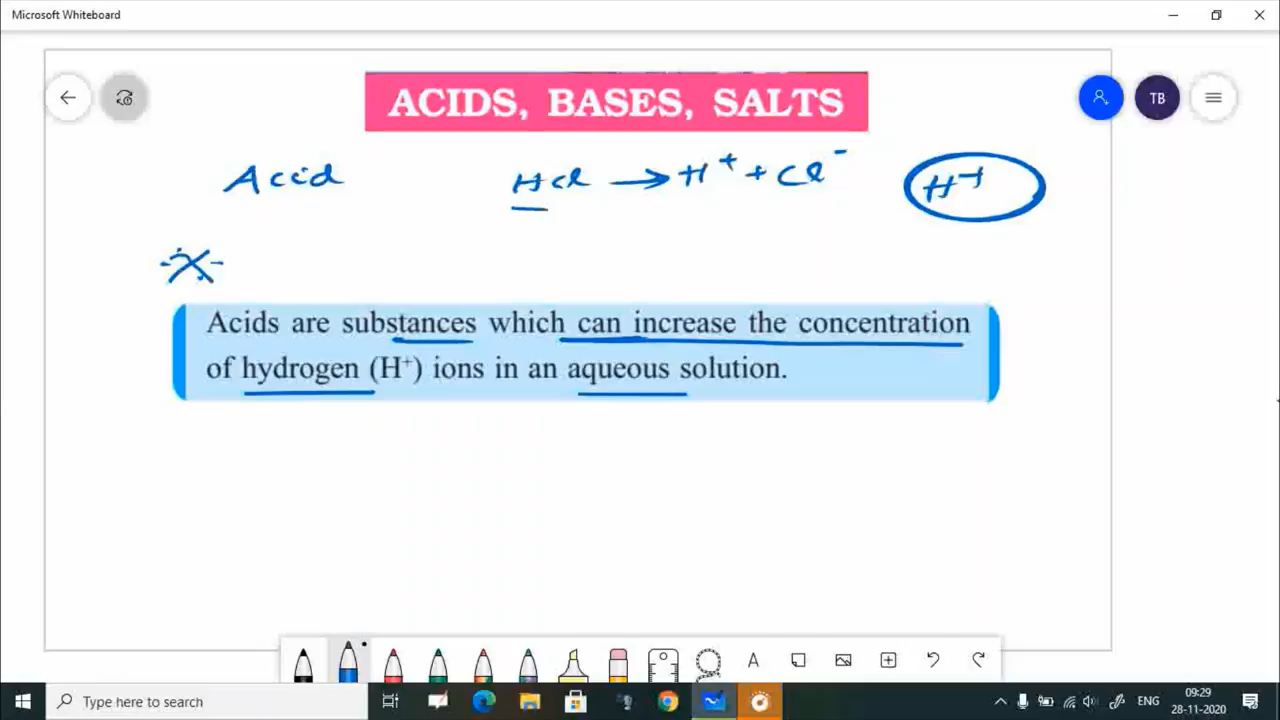 Microsoft Whiteboard
ACIDS, BASES, SALTS
TB
Acid HCl → H⁺ + Cl⁻ H⁺
Acids are substances which can increase the concentration
of hydrogen (H⁺) ions in an aqueous solution.
A
Type here to search
ENG
09:29
28-11-2020